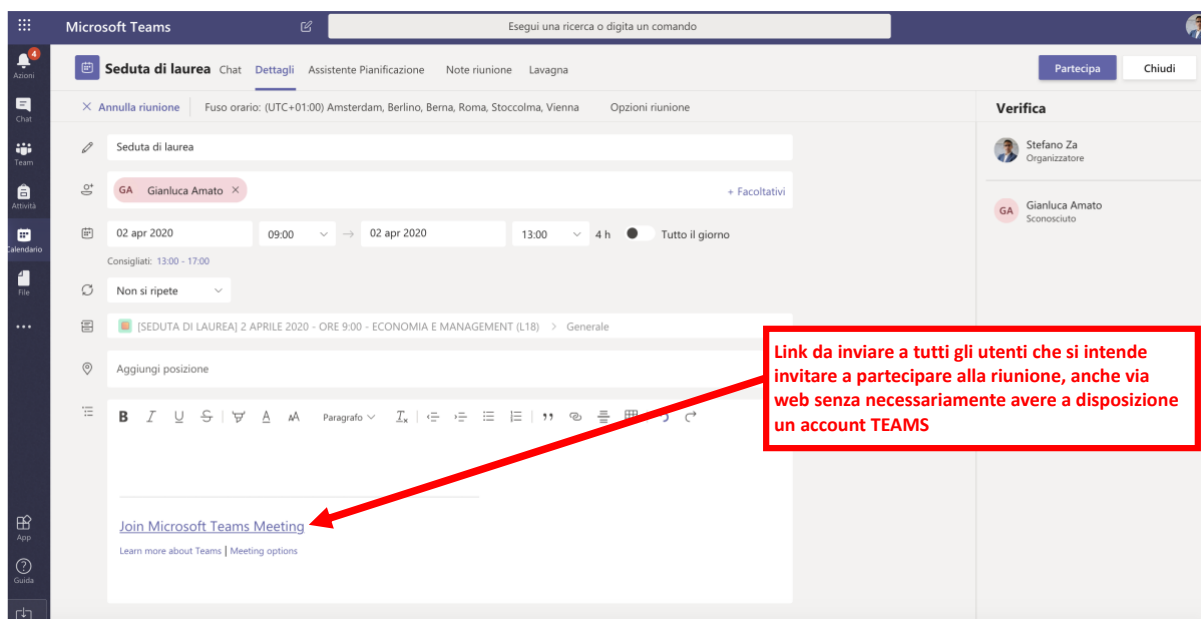 Microsoft Teams
Esegui una ricerca o digita un comando
4
Azioni
Chat
Team
Attività
Calendario
File
App
Guida
Seduta di laurea Chat Dettagli Assistente Pianificazione Note riunione Lavagna
Partecipa Chiudi
Annulla riunione Fuso orario: (UTC+01:00) Amsterdam, Berlino, Berna, Roma, Stoccolma, Vienna Opzioni riunione
Seduta di laurea
GA Gianluca Amato × + Facoltativi
02 apr 2020 09:00 → 02 apr 2020 13:00 4 h Tutto il giorno
Consigliati: 13:00 - 17:00
Non si ripete
[SEDUTA DI LAUREA] 2 APRILE 2020 - ORE 9:00 - ECONOMIA E MANAGEMENT (L18) > Generale
Aggiungi posizione
B I U S A AA Paragrafo
Join Microsoft Teams Meeting
Learn more about Teams | Meeting options
Verifica
Stefano Za
Organizzatore
GA Gianluca Amato
Sconosciuto
Link da inviare a tutti gli utenti che si intende
invitare a partecipare alla riunione, anche via
web senza necessariamente avere a disposizione
un account TEAMS